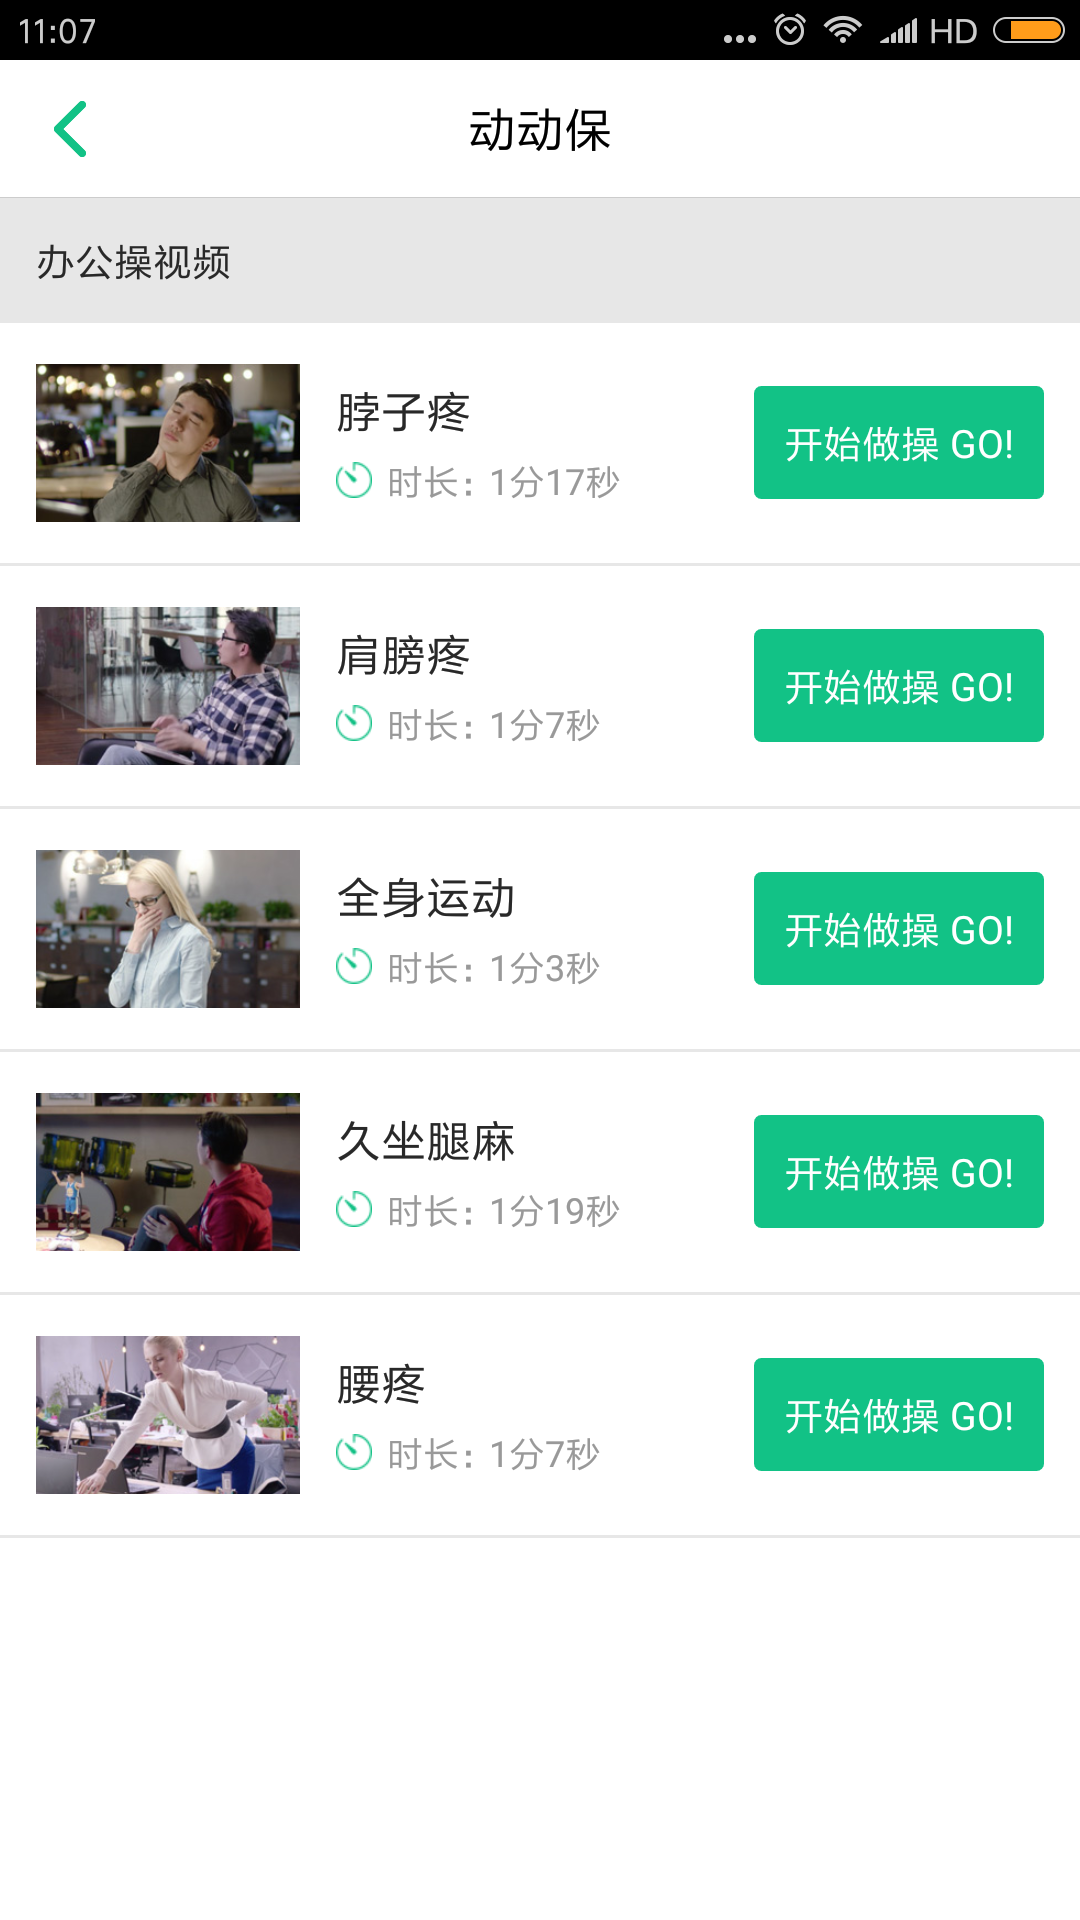 11:07 ... HD
动动保
办公操视频
脖子疼
时长: 1分17秒
开始做操 GO!
肩膀疼
时长: 1分7秒
开始做操 GO!
全身运动
时长: 1分3秒
开始做操 GO!
久坐腿麻
时长: 1分19秒
开始做操 GO!
腰疼
时长: 1分7秒
开始做操 GO!